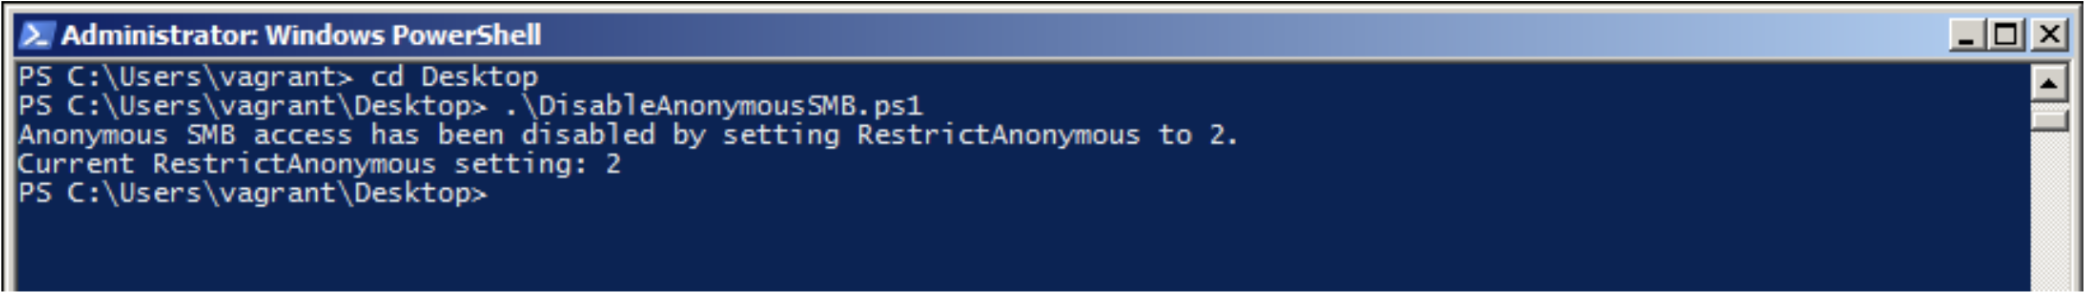 Administrator: Windows PowerShell
PS C:\Users\vagrant> cd Desktop
PS C:\Users\vagrant\Desktop> .\DisableAnonymousSMB.ps1
Anonymous SMB access has been disabled by setting RestrictAnonymous to 2.
Current RestrictAnonymous setting: 2
PS C:\Users\vagrant\Desktop>